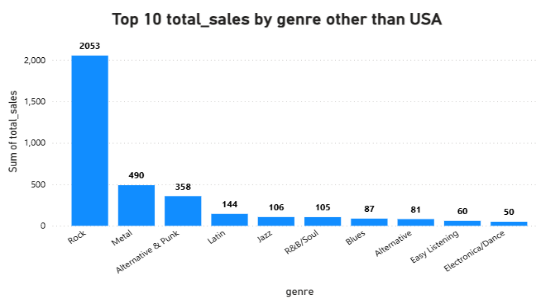 Top 10 total_sales by genre other than USA
2053
2,000
1,500
1,000
500
0
490
358
144
106
105
87
81
60
50
Sum of total_sales
Rock
Metal
Alternative & Punk
Latin
Jazz
R&B/Soul
Blues
Alternative
Easy Listening
Electronica/Dance
genre